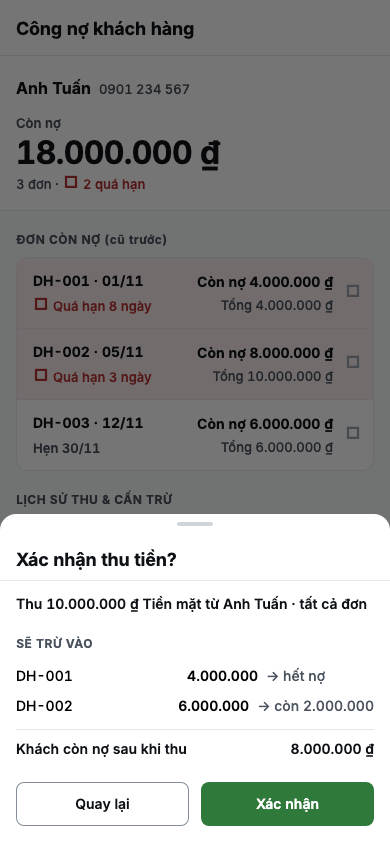 Công nợ khách hàng
Anh Tuấn 0901 234 567
Còn nợ
18.000.000 ₫
3 đơn · 2 quá hạn
ĐƠN CÒN NỢ (cũ trước)
DH-001 · 01/11 Còn nợ 4.000.000 ₫
Quá hạn 8 ngày Tổng 4.000.000 ₫
DH-002 · 05/11 Còn nợ 8.000.000 ₫
Quá hạn 3 ngày Tổng 10.000.000 ₫
DH-003 · 12/11 Còn nợ 6.000.000 ₫
Hẹn 30/11 Tổng 6.000.000 ₫
LỊCH SỬ THU & CẤN TRỪ
Xác nhận thu tiền?
Thu 10.000.000 ₫ Tiền mặt từ Anh Tuấn · tất cả đơn
SẼ TRỪ VÀO
DH-001 4.000.000 → hết nợ
DH-002 6.000.000 → còn 2.000.000
Khách còn nợ sau khi thu 8.000.000 ₫
Quay lại Xác nhận